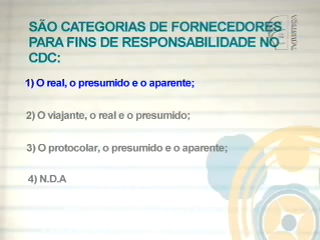 SÃO CATEGORIAS DE FORNECEDORES
PARA FINS DE RESPONSABILIDADE NO
CDC:
1) O real, o presumido e o aparente;
2) O viajante, o real e o presumido;
3) O protocolar, o presumido e o aparente;
4) N.D.A